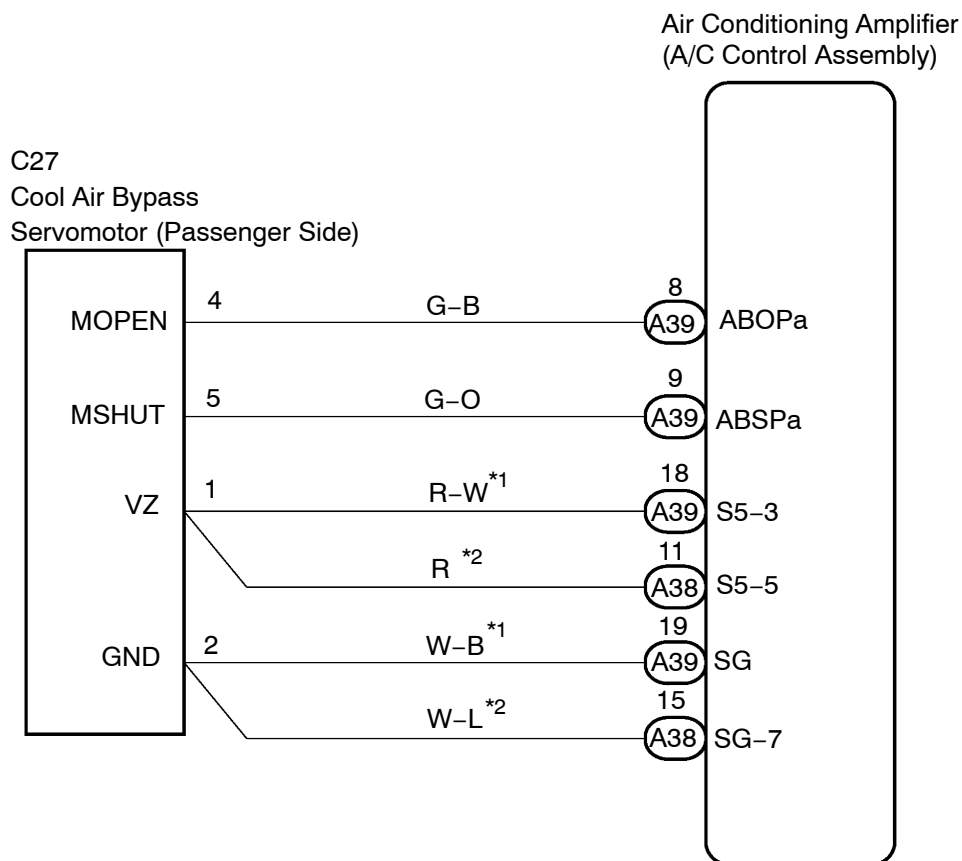 Air Conditioning Amplifier
(A/C Control Assembly)
C27
Cool Air Bypass
Servomotor (Passenger Side)
MOPEN 4 G–B 8 A39 ABOPa
MSHUT 5 G–O 9 A39 ABSPa
VZ 1 R–W*1 18 A39 S5–3
R *2 11 A38 S5–5
GND 2 W–B*1 19 A39 SG
W–L*2 15 A38 SG–7